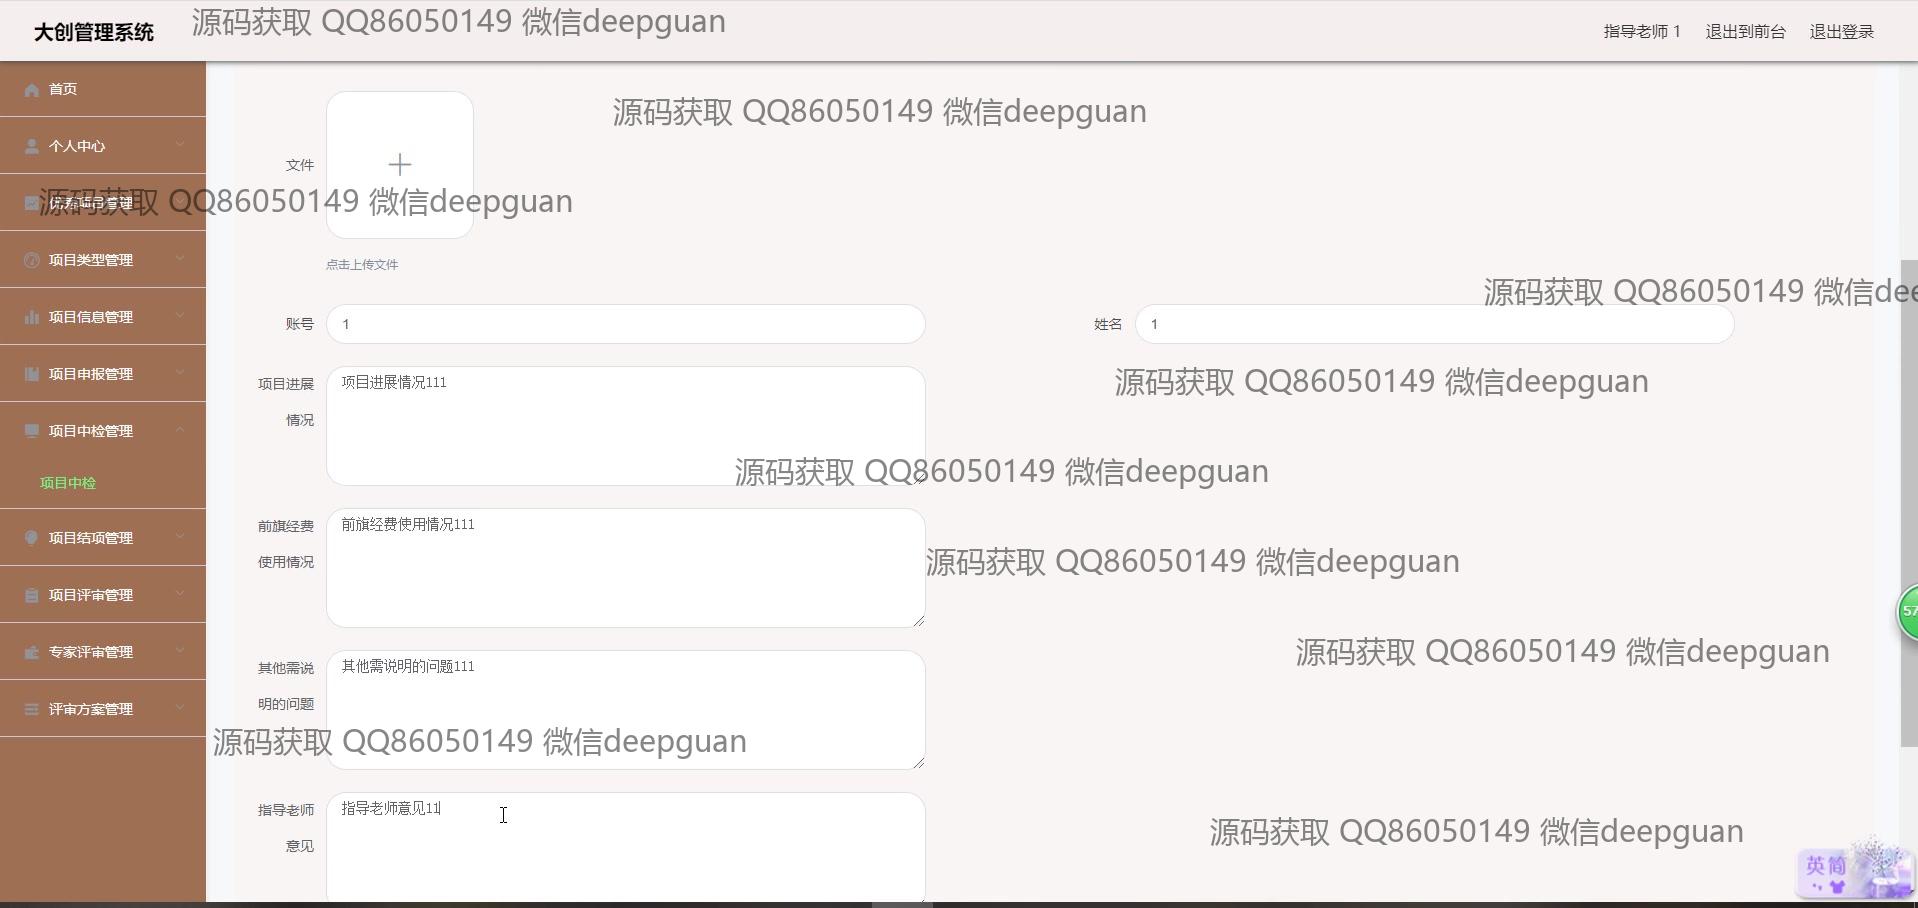 大创管理系统
源码获取 QQ86050149 微信deepguan
指导老师 1
退出到前台
退出登录
首页
个人中心
源码获取 QQ86050149 微信deepguan
项目类型管理
项目信息管理
项目申报管理
项目中检管理
项目中检
项目结项管理
项目评审管理
专家评审管理
评审方案管理
源码获取 QQ86050149 微信deepguan
文件
点击上传文件
源码获取 QQ86050149 微信dee
账号
1
姓名
1
源码获取 QQ86050149 微信deepguan
项目进展
情况
项目进展情况111
源码获取 QQ86050149 微信deepguan
前旗经费
使用情况
前旗经费使用情况111
源码获取 QQ86050149 微信deepguan
其他需说
明的问题
其他需说明的问题111
源码获取 QQ86050149 微信deepguan
源码获取 QQ86050149 微信deepguan
指导老师
意见
指导老师意见11
源码获取 QQ86050149 微信deepguan
57
英简